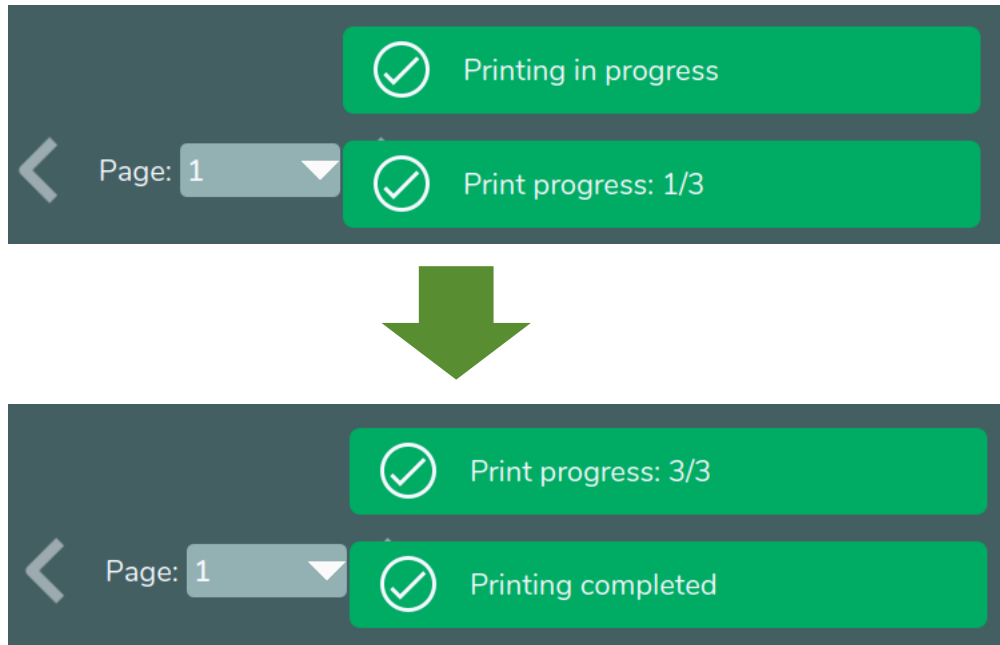 Printing in progress
Page: 1
Print progress: 1/3
Print progress: 3/3
Page: 1
Printing completed